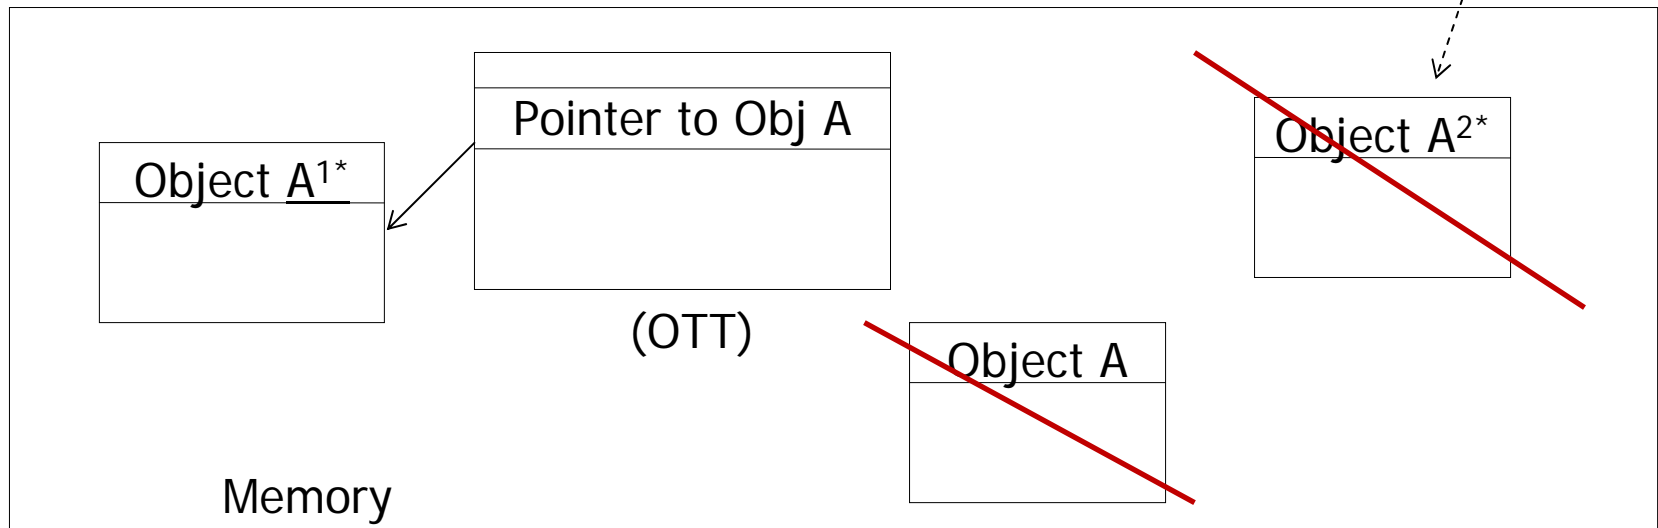 Pointer to Obj A
Object A²*
Object A¹*
(OTT)
Object A
Memory